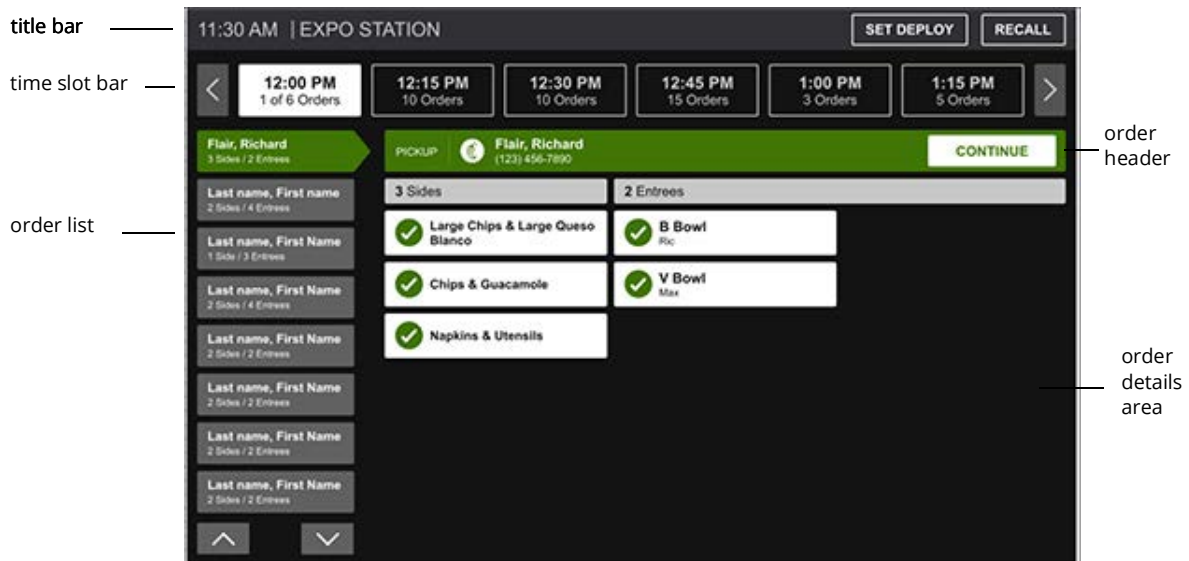 title bar
11:30 AM | EXPO STATION
SET DEPLOY
RECALL
time slot bar
12:00 PM
1 of 6 Orders
12:15 PM
10 Orders
12:30 PM
10 Orders
12:45 PM
15 Orders
1:00 PM
3 Orders
1:15 PM
5 Orders
order list
Flair, Richard
3 Sides / 2 Entrees
Last name, First name
2 Sides / 4 Entrees
Last name, First Name
1 Side / 3 Entrees
Last name, First Name
2 Sides / 4 Entrees
Last name, First Name
2 Sides / 2 Entrees
Last name, First Name
2 Sides / 2 Entrees
Last name, First Name
2 Sides / 2 Entrees
Last name, First Name
2 Sides / 2 Entrees
PICKUP
Flair, Richard
(123) 456-7890
CONTINUE
order
header
3 Sides
2 Entrees
Large Chips & Large Queso
Blanco
B Bowl
Ric
Chips & Guacamole
V Bowl
Max
Napkins & Utensils
order
details
area